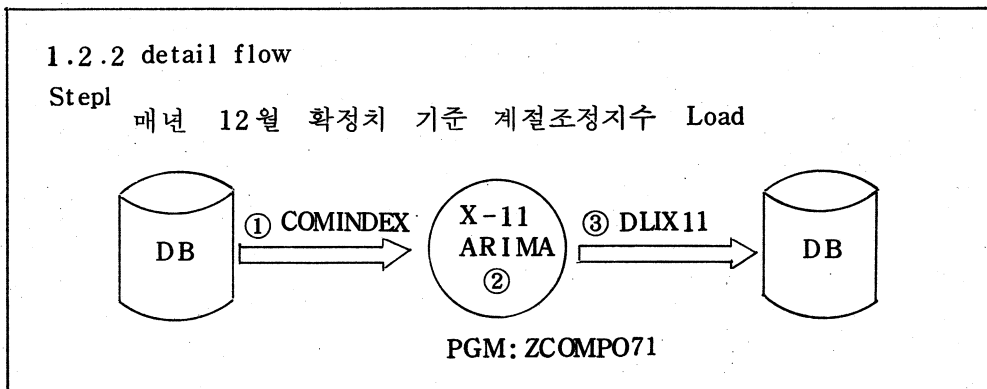 1.2.2 detail flow
Step1
매년 12월 확정치 기준 계절조정지수 Load
DB
① COMINDEX
X-11
ARIMA
②
③ DLIX11
DB
PGM: ZCOMPO71